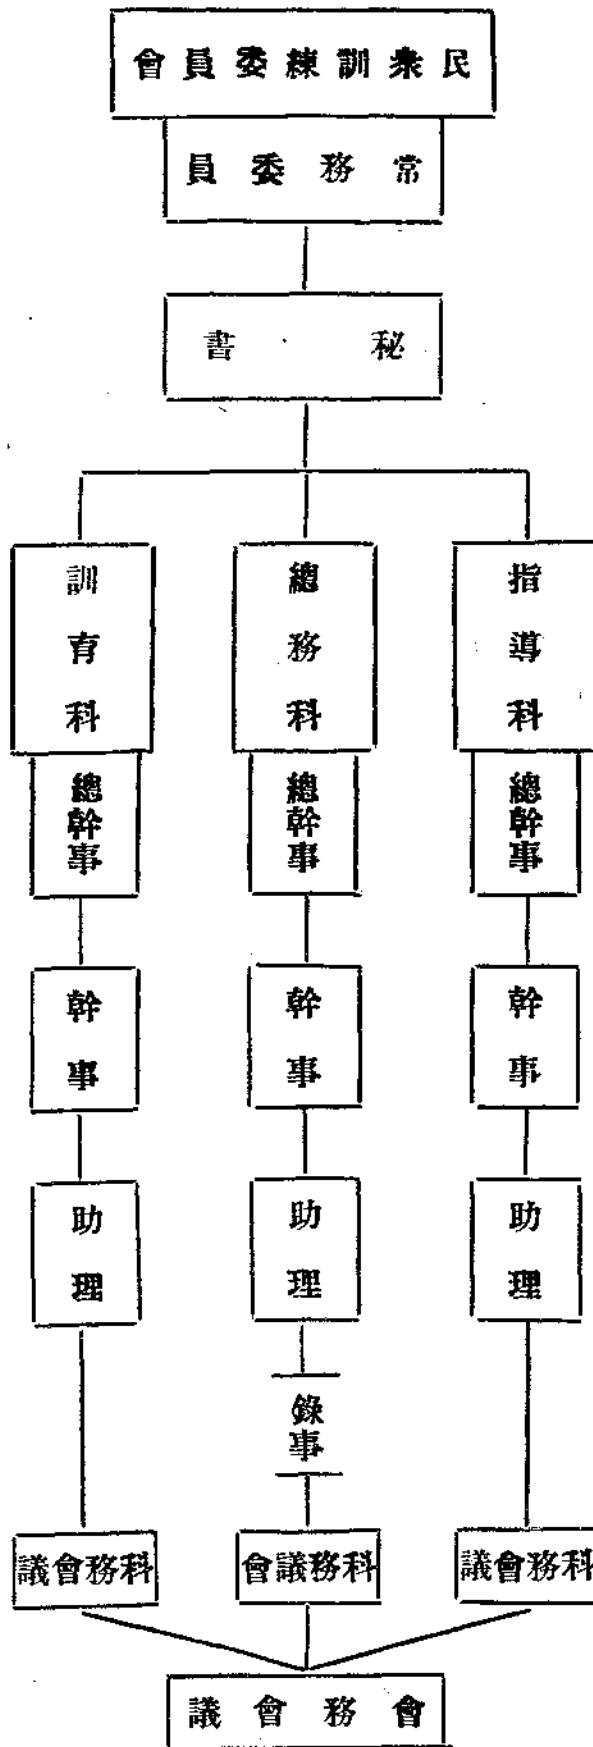 民衆訓練委員會
常務委員
秘書
指導科
總幹事
幹事
助理
科務會議
總務科
總幹事
幹事
助理
錄事
科務議會
訓育科
總幹事
幹事
助理
科務會議
會務會議